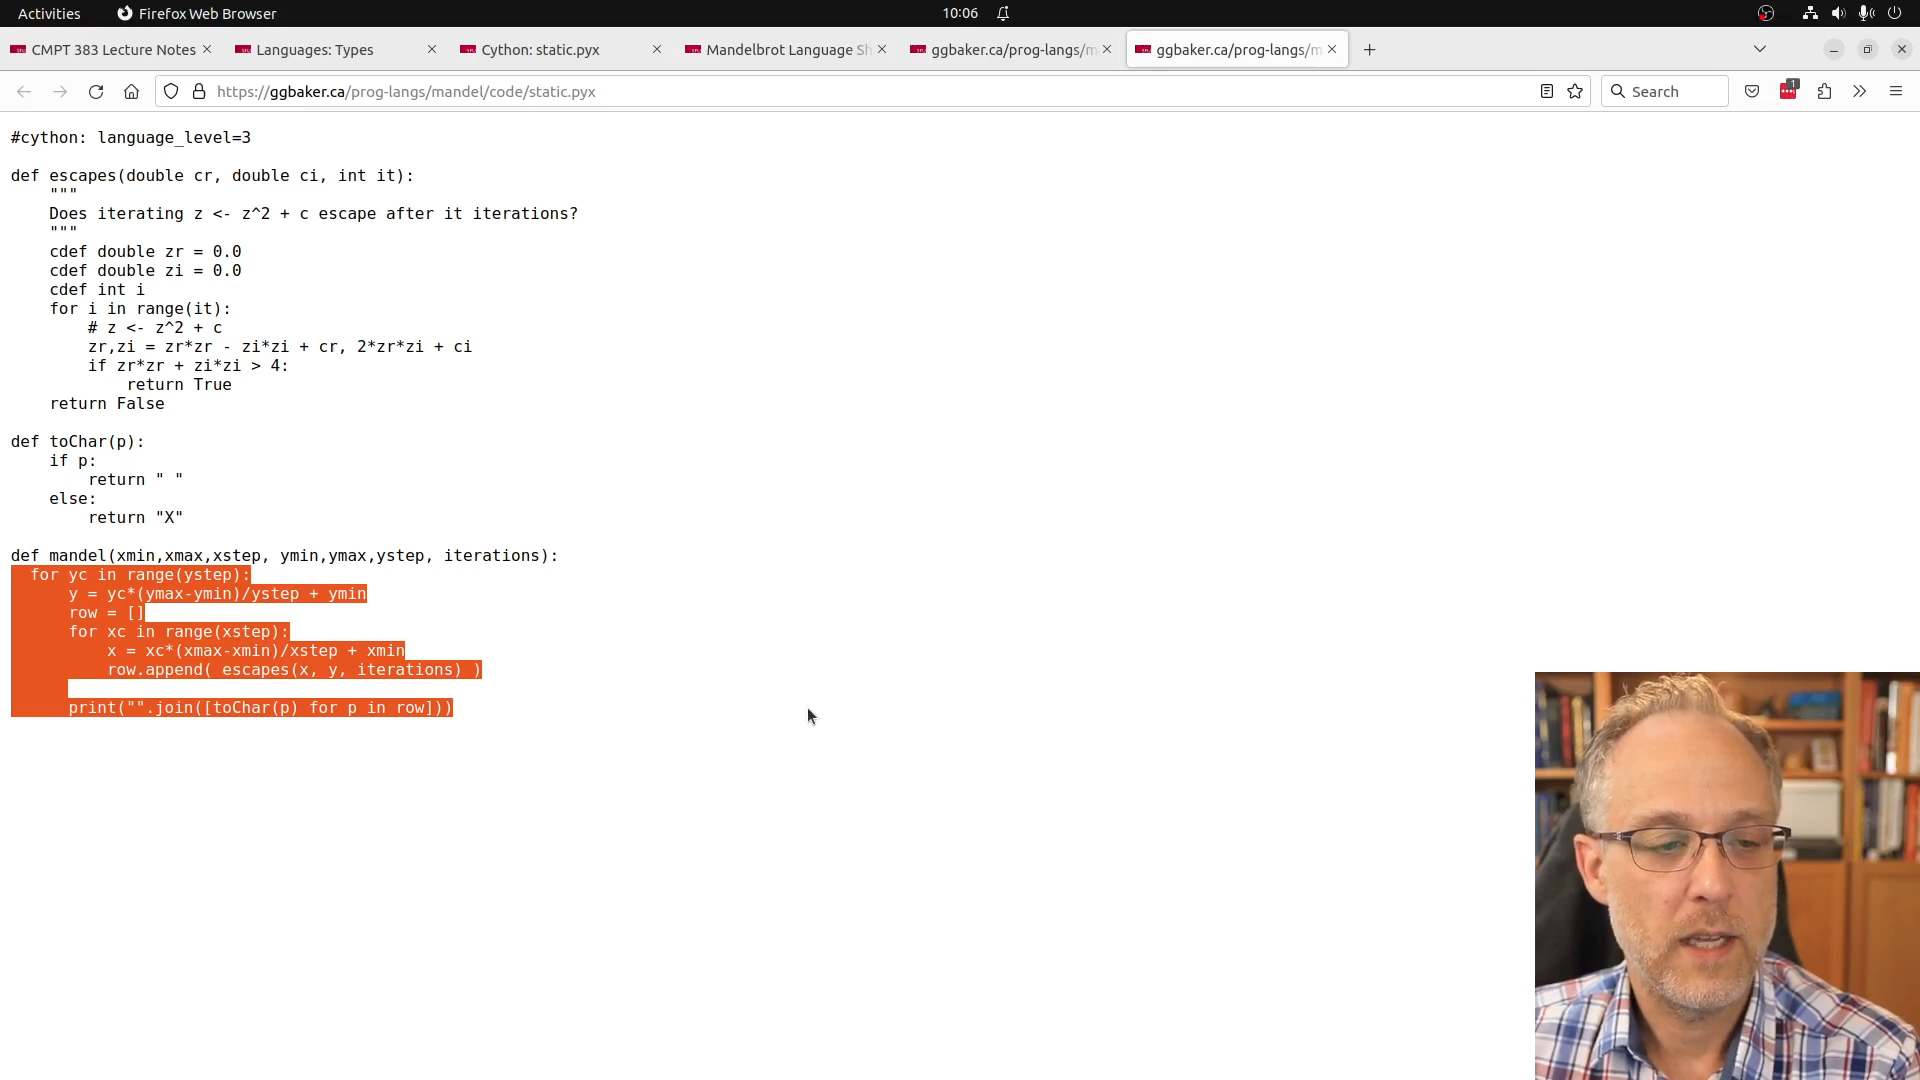 Activities
Firefox Web Browser
10:06
CMPT 383 Lecture Notes
Languages: Types
Cython: static.pyx
Mandelbrot Language Sh
ggbaker.ca/prog-langs/m
ggbaker.ca/prog-langs/m
https://ggbaker.ca/prog-langs/mandel/code/static.pyx
Search
1
#cython: language_level=3
def escapes(double cr, double ci, int it):
"""
Does iterating z <- z^2 + c escape after it iterations?
"""
cdef double zr = 0.0
cdef double zi = 0.0
cdef int i
for i in range(it):
# z <- z^2 + c
zr,zi = zr*zr - zi*zi + cr, 2*zr*zi + ci
if zr*zr + zi*zi > 4:
return True
return False
def toChar(p):
if p:
return " "
else:
return "X"
def mandel(xmin,xmax,xstep, ymin,ymax,ystep, iterations):
for yc in range(ystep):
y = yc*(ymax-ymin)/ystep + ymin
row = []
for xc in range(xstep):
x = xc*(xmax-xmin)/xstep + xmin
row.append( escapes(x, y, iterations) )
print("".join([toChar(p) for p in row]))